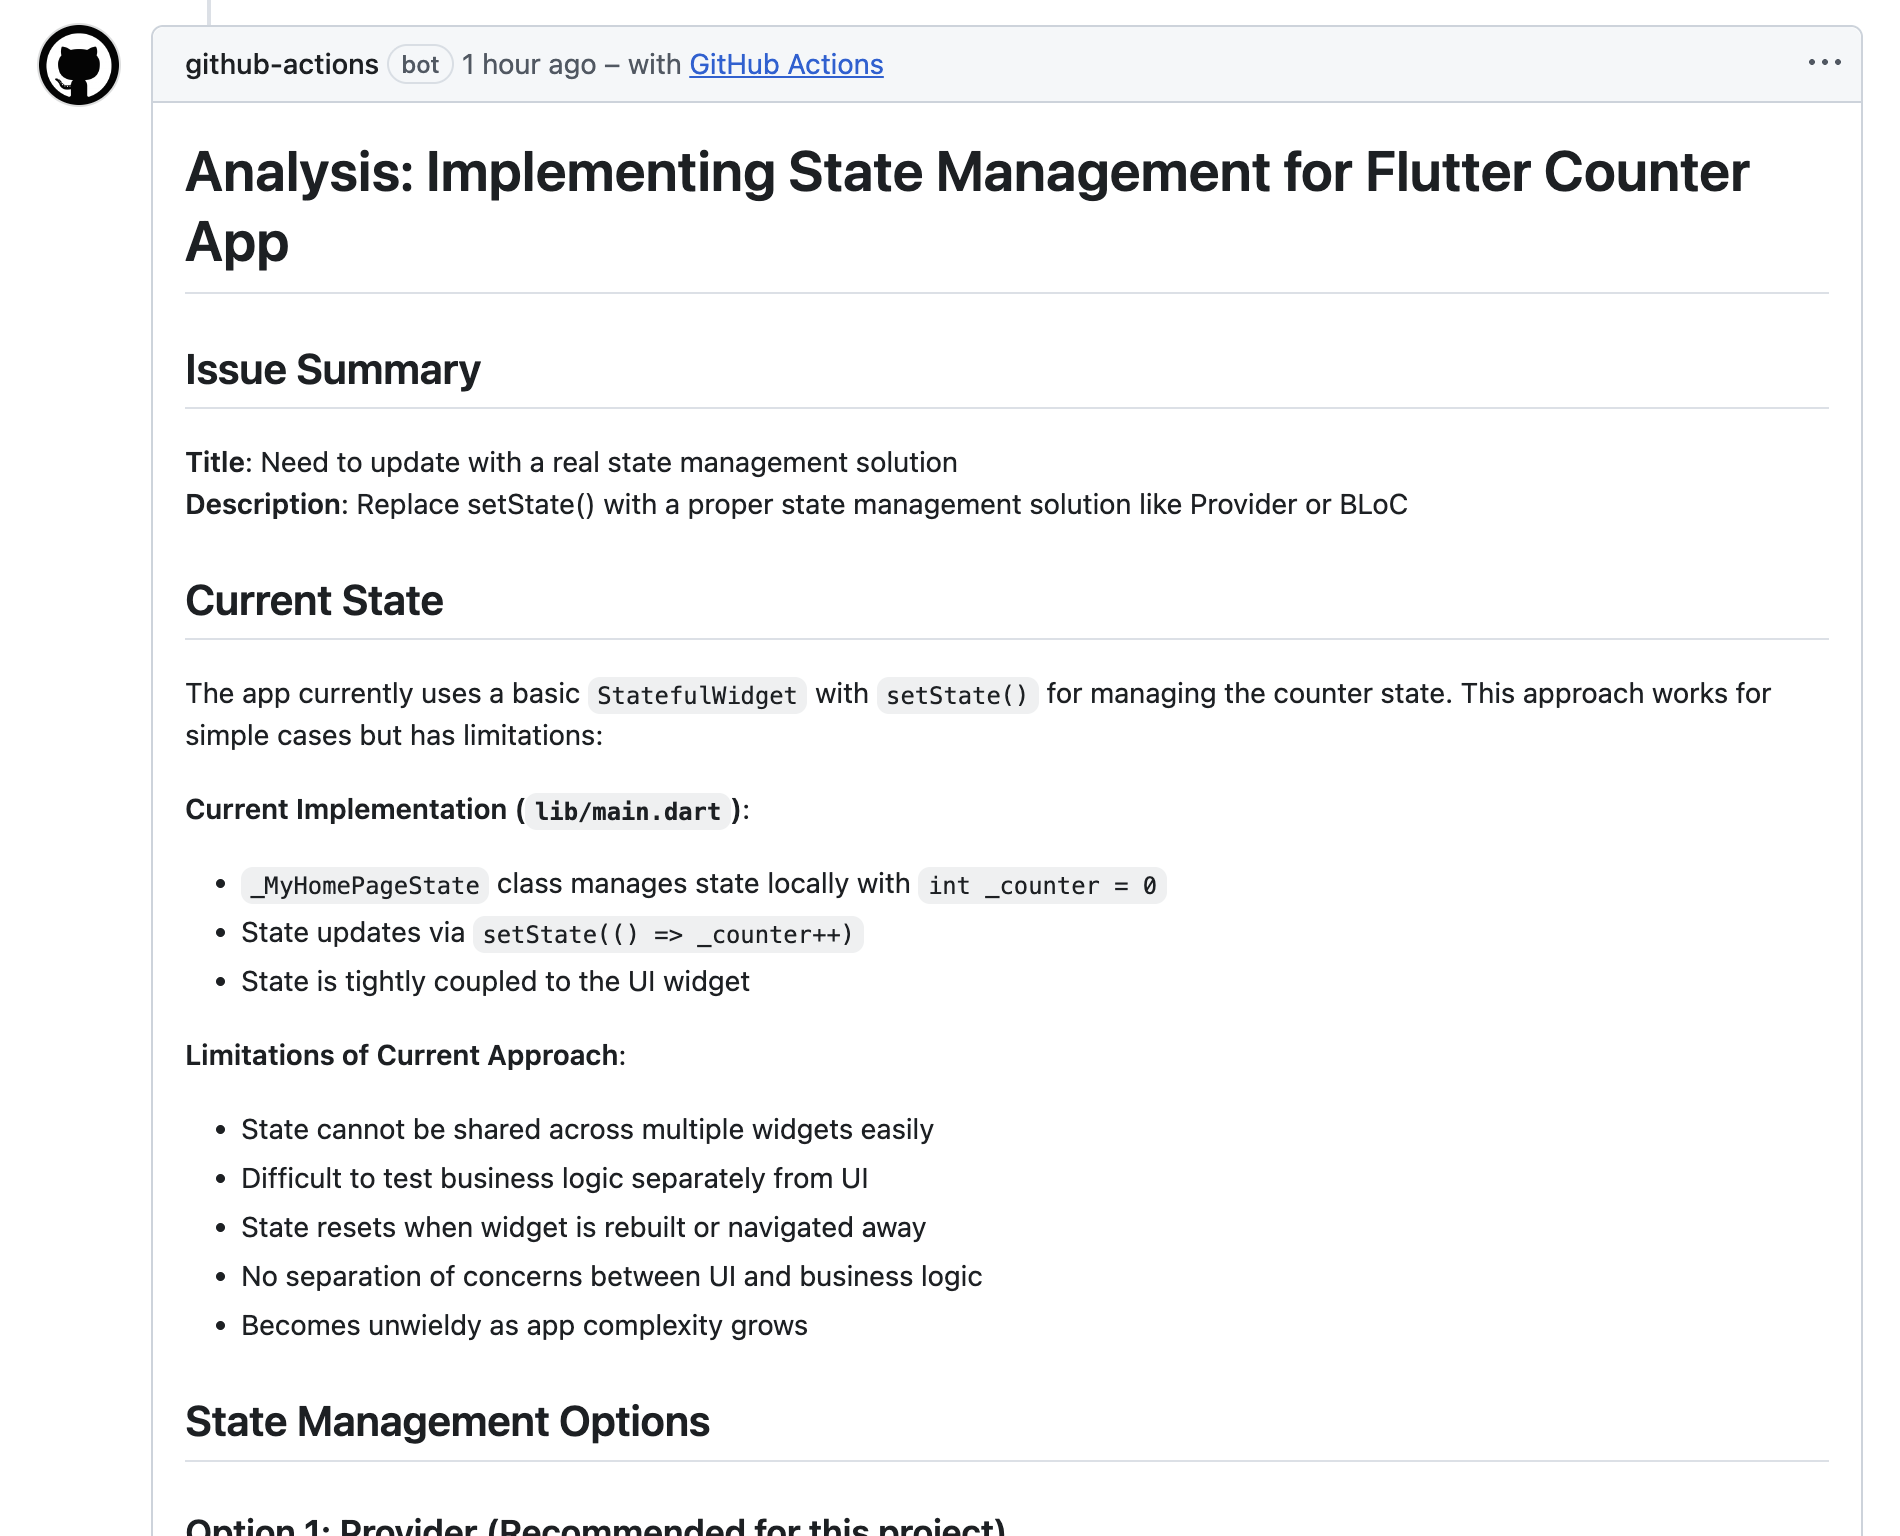 github-actions bot 1 hour ago – with GitHub Actions
Analysis: Implementing State Management for Flutter Counter
App
Issue Summary
Title: Need to update with a real state management solution
Description: Replace setState() with a proper state management solution like Provider or BLoC
Current State
The app currently uses a basic StatefulWidget with setState() for managing the counter state. This approach works for
simple cases but has limitations:
Current Implementation (lib/main.dart):
• _MyHomePageState class manages state locally with int _counter = 0
• State updates via setState(() => _counter++)
• State is tightly coupled to the UI widget
Limitations of Current Approach:
• State cannot be shared across multiple widgets easily
• Difficult to test business logic separately from UI
• State resets when widget is rebuilt or navigated away
• No separation of concerns between UI and business logic
• Becomes unwieldy as app complexity grows
State Management Options
Option 1: Provider (Recommended for this project)